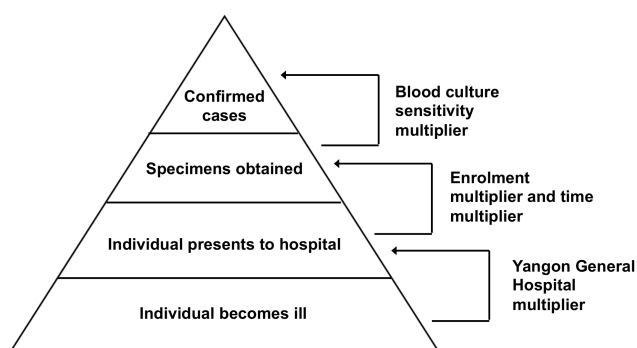 Confirmed
cases
Blood culture
sensitivity
multiplier
Specimens obtained
Enrolment
multiplier and time
multiplier
Individual presents to hospital
Yangon General
Hospital
multiplier
Individual becomes ill